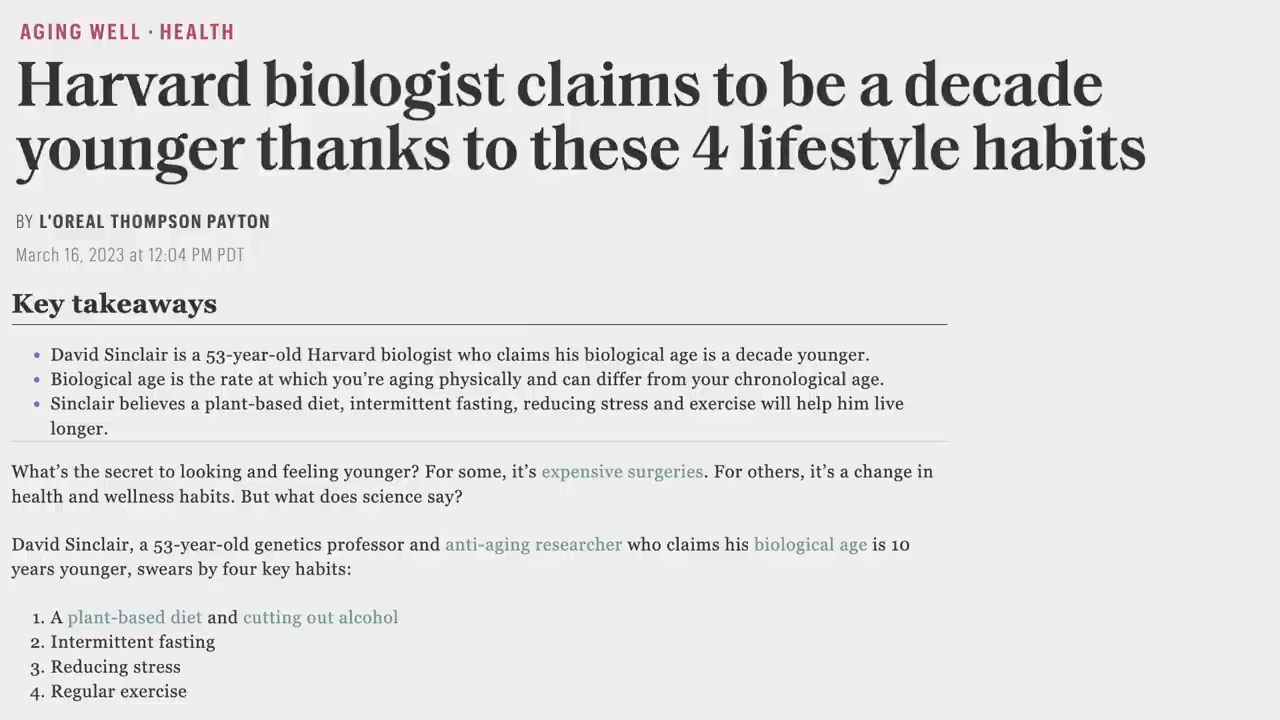 AGING WELL · HEALTH
Harvard biologist claims to be a decade
younger thanks to these 4 lifestyle habits
BY L'OREAL THOMPSON PAYTON
March 16, 2023 at 12:04 PM PDT
Key takeaways
• David Sinclair is a 53-year-old Harvard biologist who claims his biological age is a decade younger.
• Biological age is the rate at which you’re aging physically and can differ from your chronological age.
• Sinclair believes a plant-based diet, intermittent fasting, reducing stress and exercise will help him live
longer.
What’s the secret to looking and feeling younger? For some, it’s expensive surgeries. For others, it’s a change in
health and wellness habits. But what does science say?
David Sinclair, a 53-year-old genetics professor and anti-aging researcher who claims his biological age is 10
years younger, swears by four key habits:
1. A plant-based diet and cutting out alcohol
2. Intermittent fasting
3. Reducing stress
4. Regular exercise